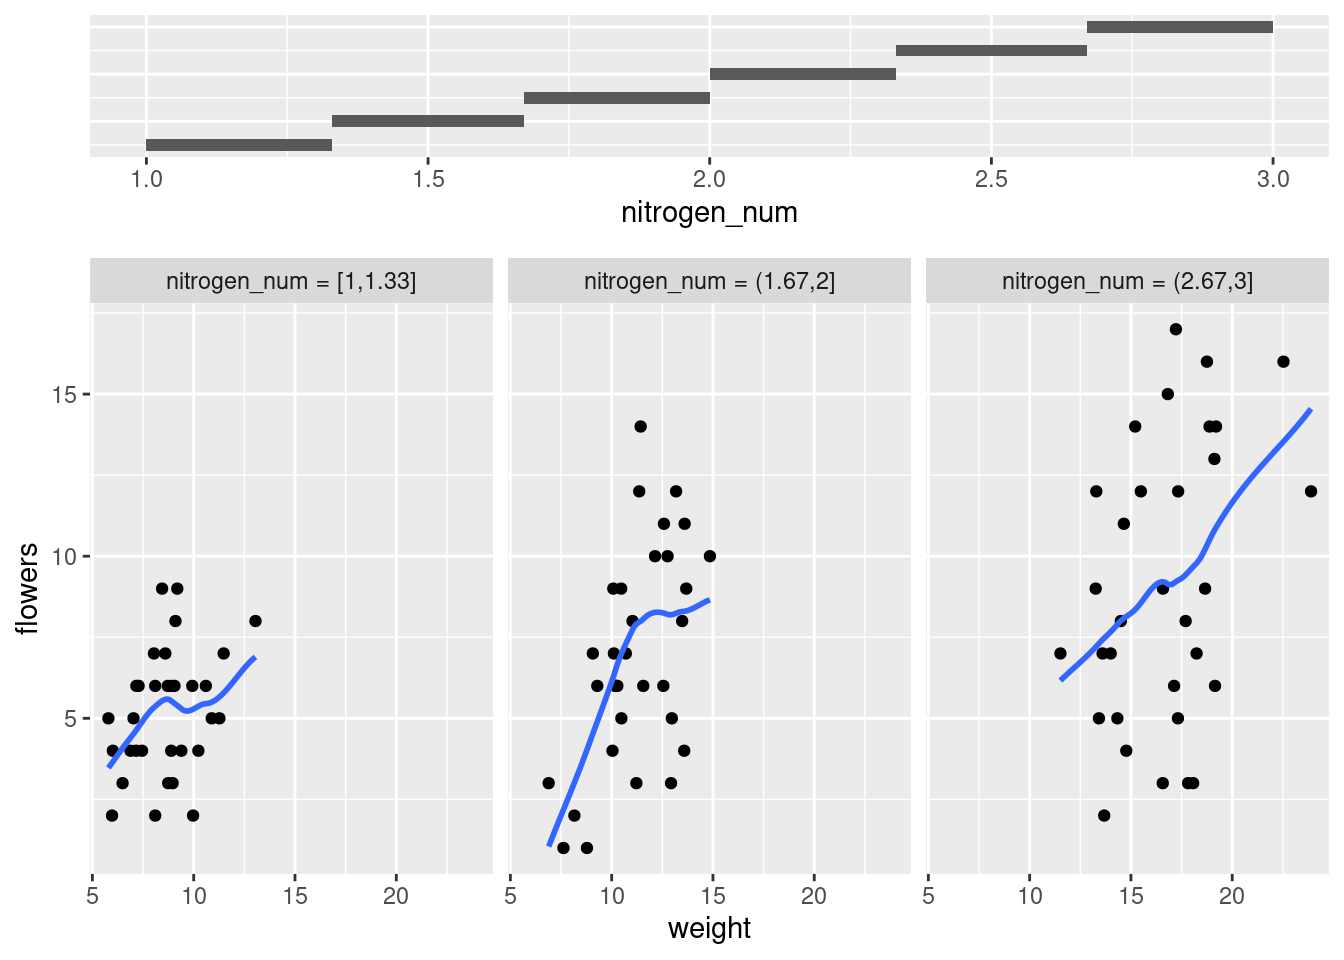 1.0 1.5 2.0 2.5 3.0
nitrogen_num
nitrogen_num = [1,1.33] nitrogen_num = (1.67,2] nitrogen_num = (2.67,3]
15
10
5
flowers
5 10 15 20 5 10 15 20 5 10 15 20
weight